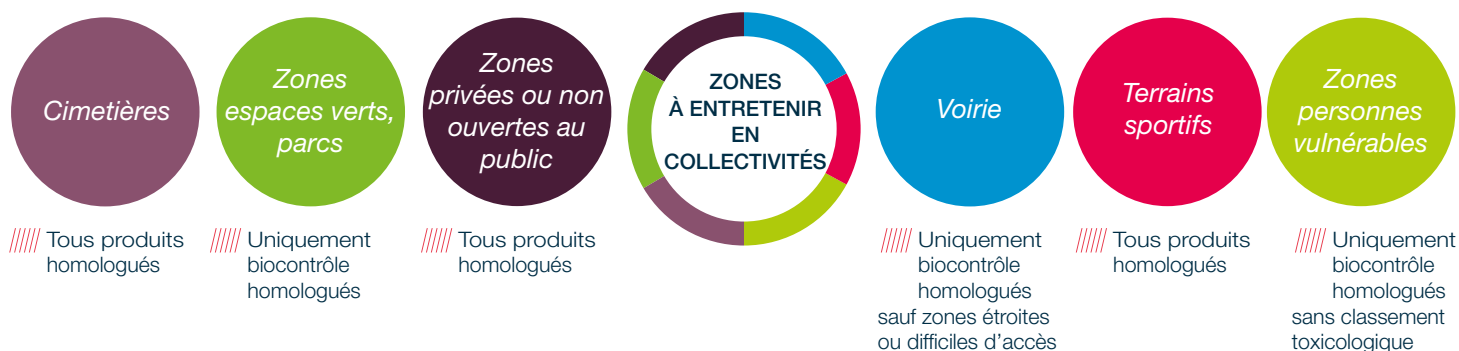 Cimetières
Tous produits
homologués
Zones
espaces verts,
parcs
Uniquement
biocontrôle
homologués
Zones
privées ou non
ouvertes au
public
Tous produits
homologués
ZONES
À ENTRETENIR
EN
COLLECTIVITÉS
Voirie
Uniquement
biocontrôle
homologués
sauf zones étroites
ou difficiles d'accès
Terrains
sportifs
Tous produits
homologués
Zones
personnes
vulnérables
Uniquement
biocontrôle
homologués
sans classement
toxicologique